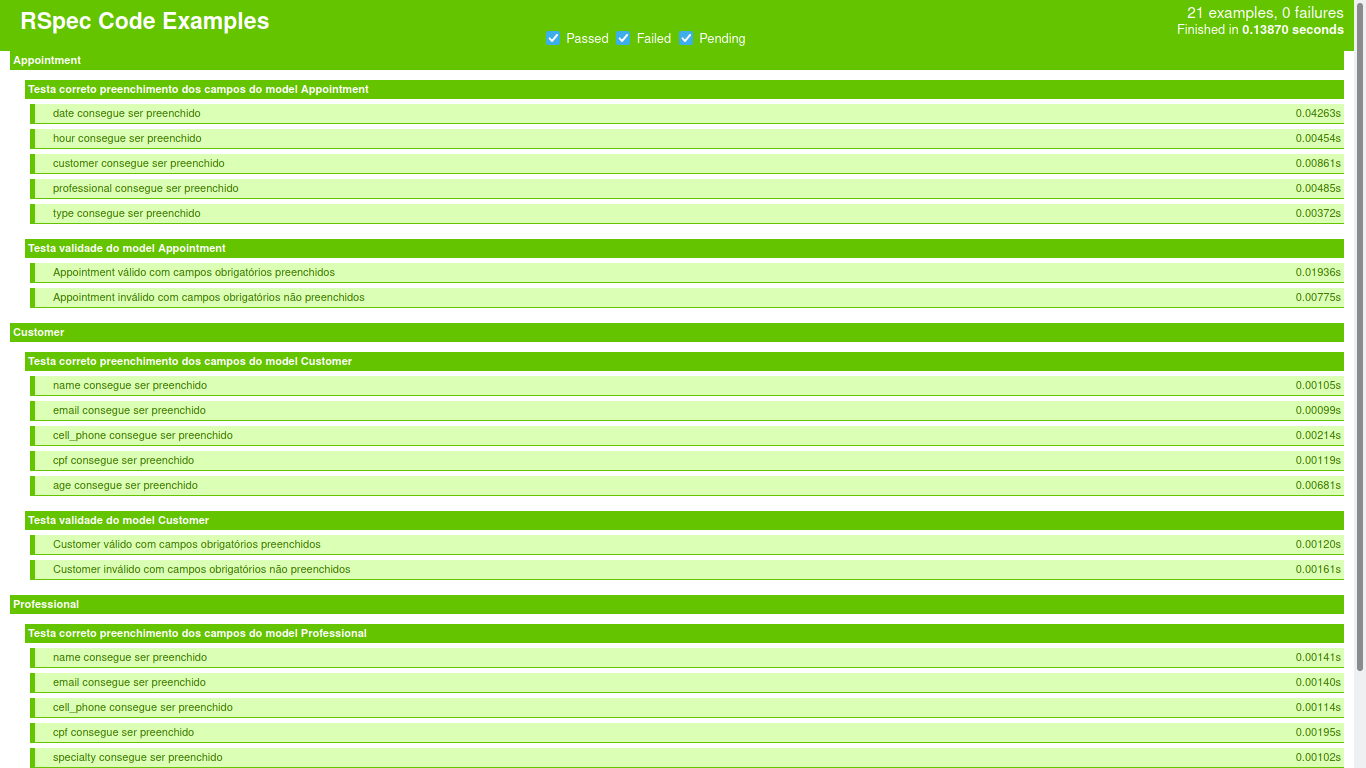 RSpec Code Examples
Passed Failed Pending
21 examples, 0 failures
Finished in 0.13870 seconds
Appointment
Testa correto preenchimento dos campos do model Appointment
date consegue ser preenchido 0.04263s
hour consegue ser preenchido 0.00454s
customer consegue ser preenchido 0.00861s
professional consegue ser preenchido 0.00485s
type consegue ser preenchido 0.00372s
Testa validade do model Appointment
Appointment válido com campos obrigatórios preenchidos 0.01936s
Appointment inválido com campos obrigatórios não preenchidos 0.00775s
Customer
Testa correto preenchimento dos campos do model Customer
name consegue ser preenchido 0.00105s
email consegue ser preenchido 0.00099s
cell_phone consegue ser preenchido 0.00214s
cpf consegue ser preenchido 0.00119s
age consegue ser preenchido 0.00681s
Testa validade do model Customer
Customer válido com campos obrigatórios preenchidos 0.00120s
Customer inválido com campos obrigatórios não preenchidos 0.00161s
Professional
Testa correto preenchimento dos campos do model Professional
name consegue ser preenchido 0.00141s
email consegue ser preenchido 0.00140s
cell_phone consegue ser preenchido 0.00114s
cpf consegue ser preenchido 0.00195s
specialty consegue ser preenchido 0.00102s